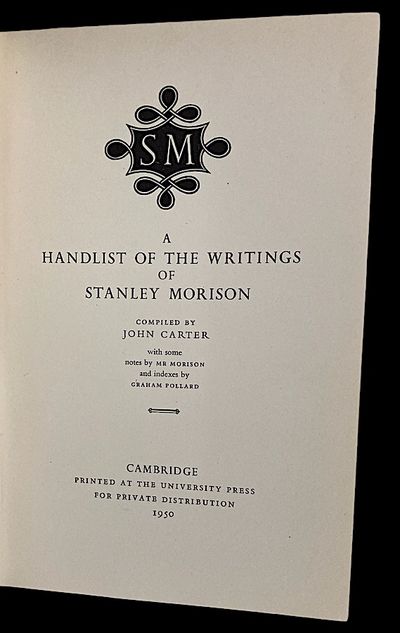 SM
A
HANDLIST OF THE WRITINGS
OF
STANLEY MORISON
COMPILED BY
JOHN CARTER
with some
notes by MR MORISON
and indexes by
GRAHAM POLLARD
CAMBRIDGE
PRINTED AT THE UNIVERSITY PRESS
FOR PRIVATE DISTRIBUTION
1950